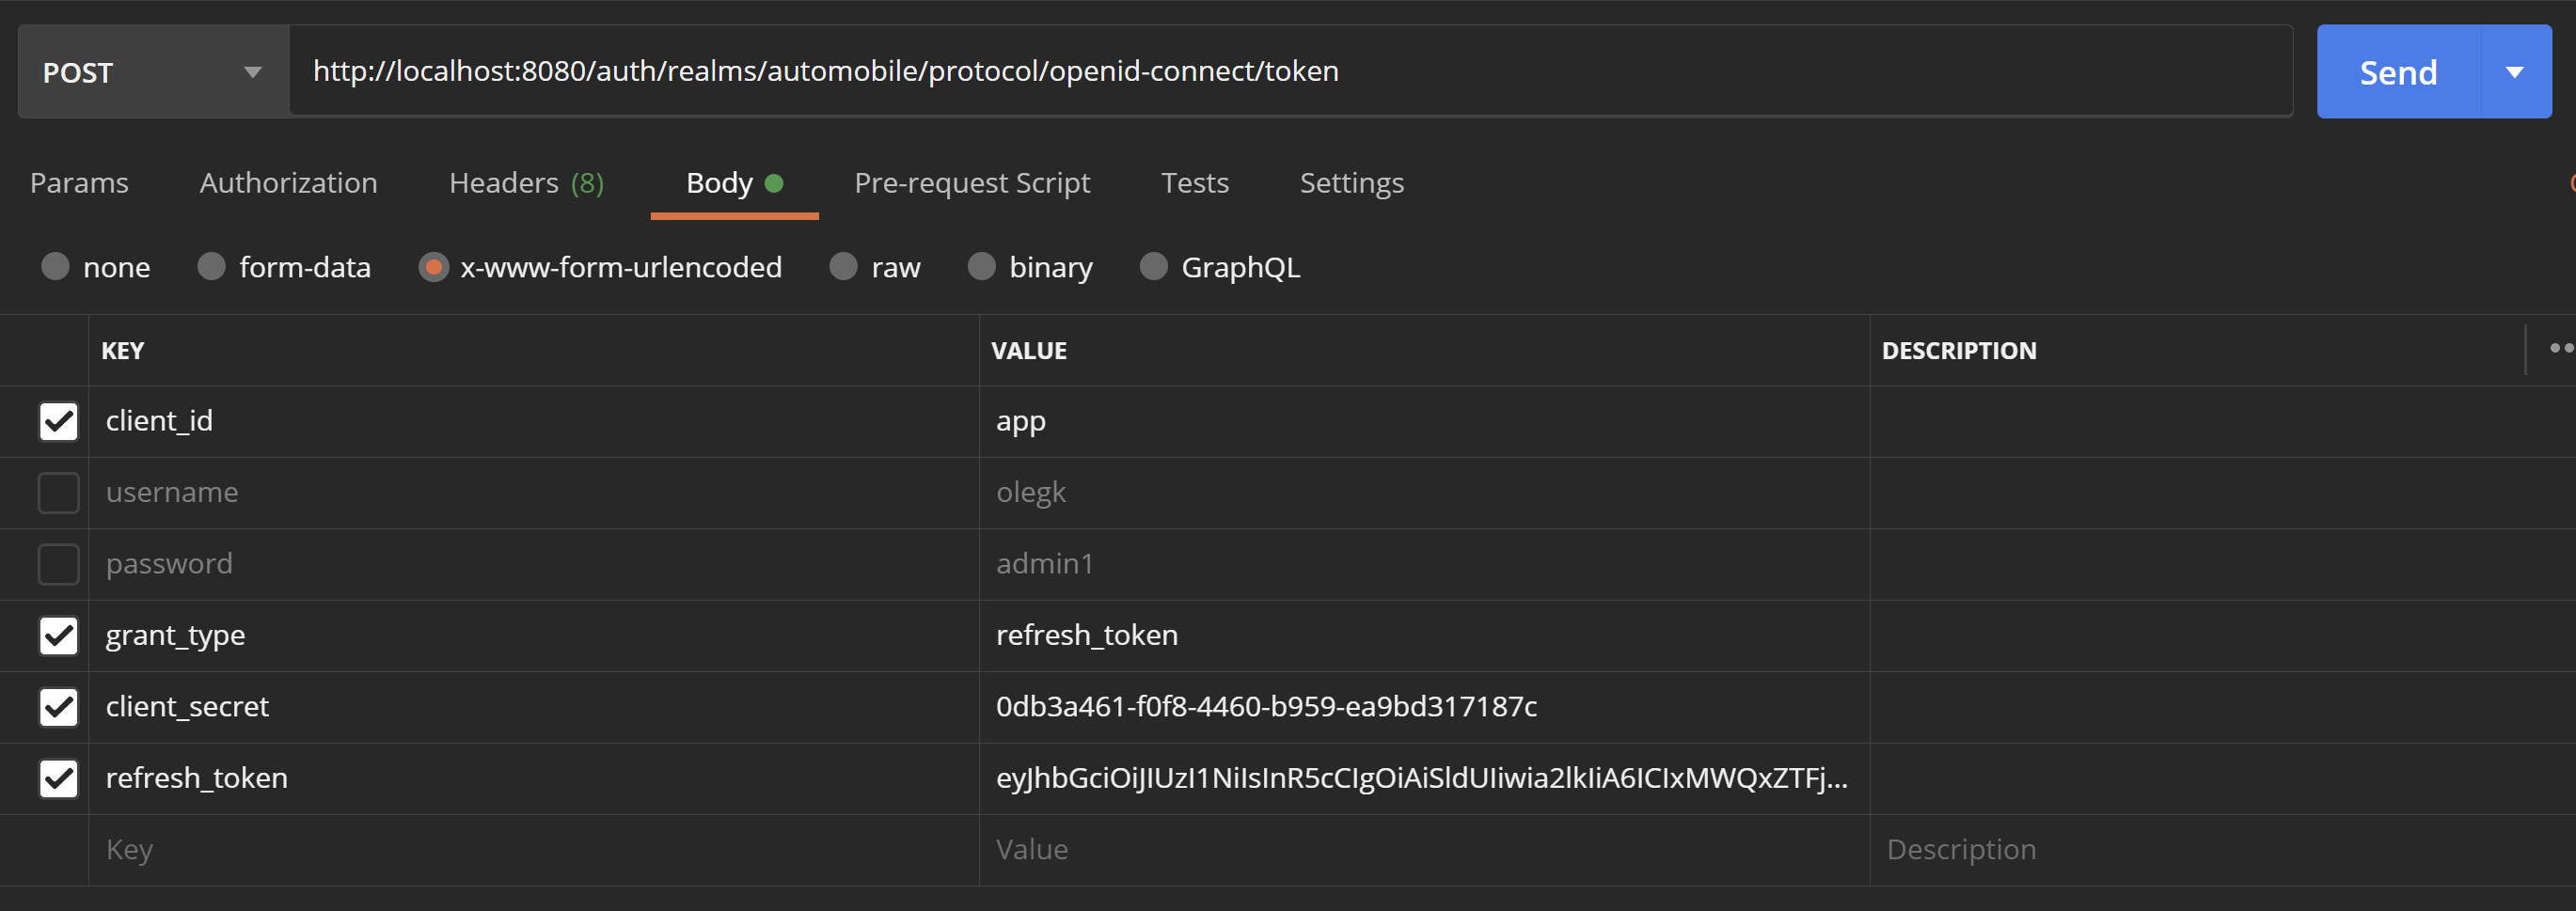 POST http://localhost:8080/auth/realms/automobile/protocol/openid-connect/token Send
Params Authorization Headers (8) Body Pre-request Script Tests Settings
none form-data x-www-form-urlencoded raw binary GraphQL
KEY VALUE DESCRIPTION
client_id app
username olegk
password admin1
grant_type refresh_token
client_secret 0db3a461-f0f8-4460-b959-ea9bd317187c
refresh_token eyJhbGciOiJIUzI1NiIsInR5cCIgOiAiSldUIiwia2lkIiA6ICIxMWQxZTFj...
Key Value Description